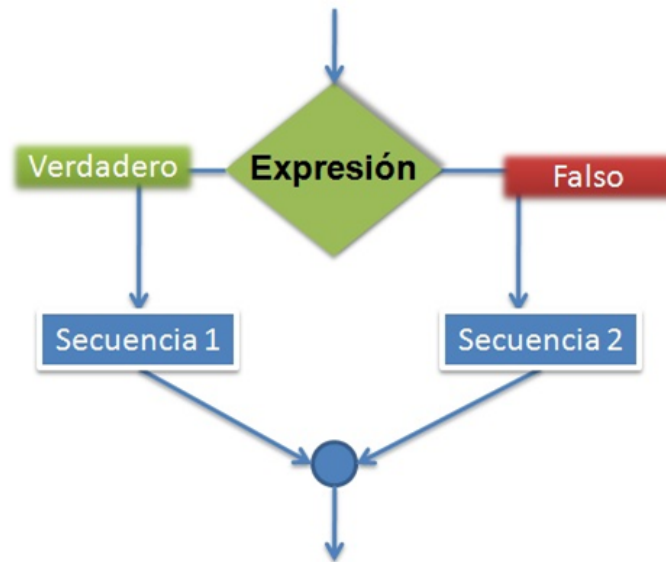 Expresión
Verdadero
Falso
Secuencia 1
Secuencia 2